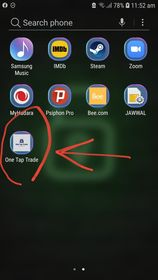 11% 11:52 am
Search phone
Samsung Music
IMDb
Steam
Zoom
MyHudara
Psiphon Pro
Bee.com
JAWWAL
One Tap Trade